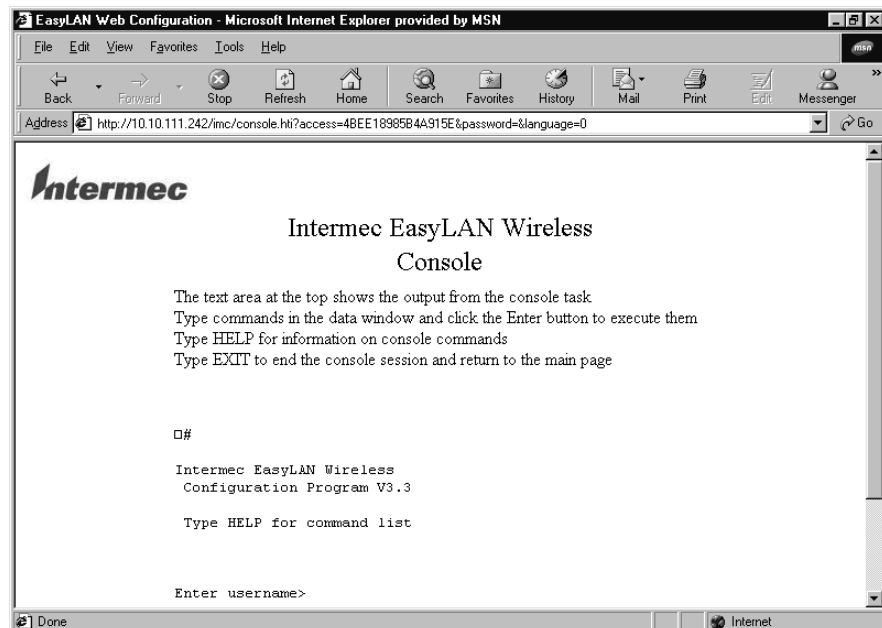 EasyLAN Web Configuration - Microsoft Internet Explorer provided by MSN
File Edit View Favorites Tools Help
msn
Back Forward Stop Refresh Home Search Favorites History Mail Print Edit Messenger »
Address http://10.10.111.242/imc/console.hti?access=4BEE18985B4A915E&password=&language=0 Go
Intermec
Intermec EasyLAN Wireless
Console
The text area at the top shows the output from the console task
Type commands in the data window and click the Enter button to execute them
Type HELP for information on console commands
Type EXIT to end the console session and return to the main page
□#
Intermec EasyLAN Wireless
Configuration Program V3.3
Type HELP for command list
Enter username>
Done Internet